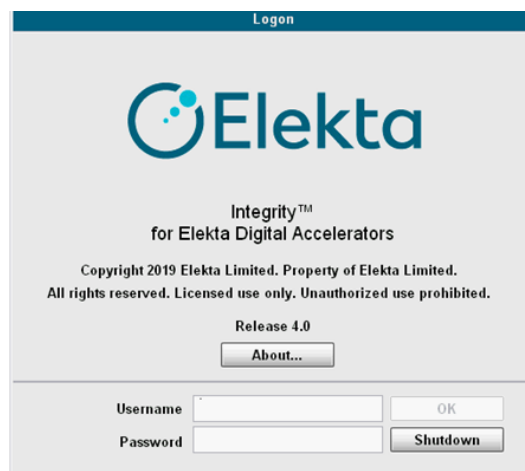 Logon
Elekta
Integrity™
for Elekta Digital Accelerators
Copyright 2019 Elekta Limited. Property of Elekta Limited.
All rights reserved. Licensed use only. Unauthorized use prohibited.
Release 4.0
About...
Username
OK
Password
Shutdown